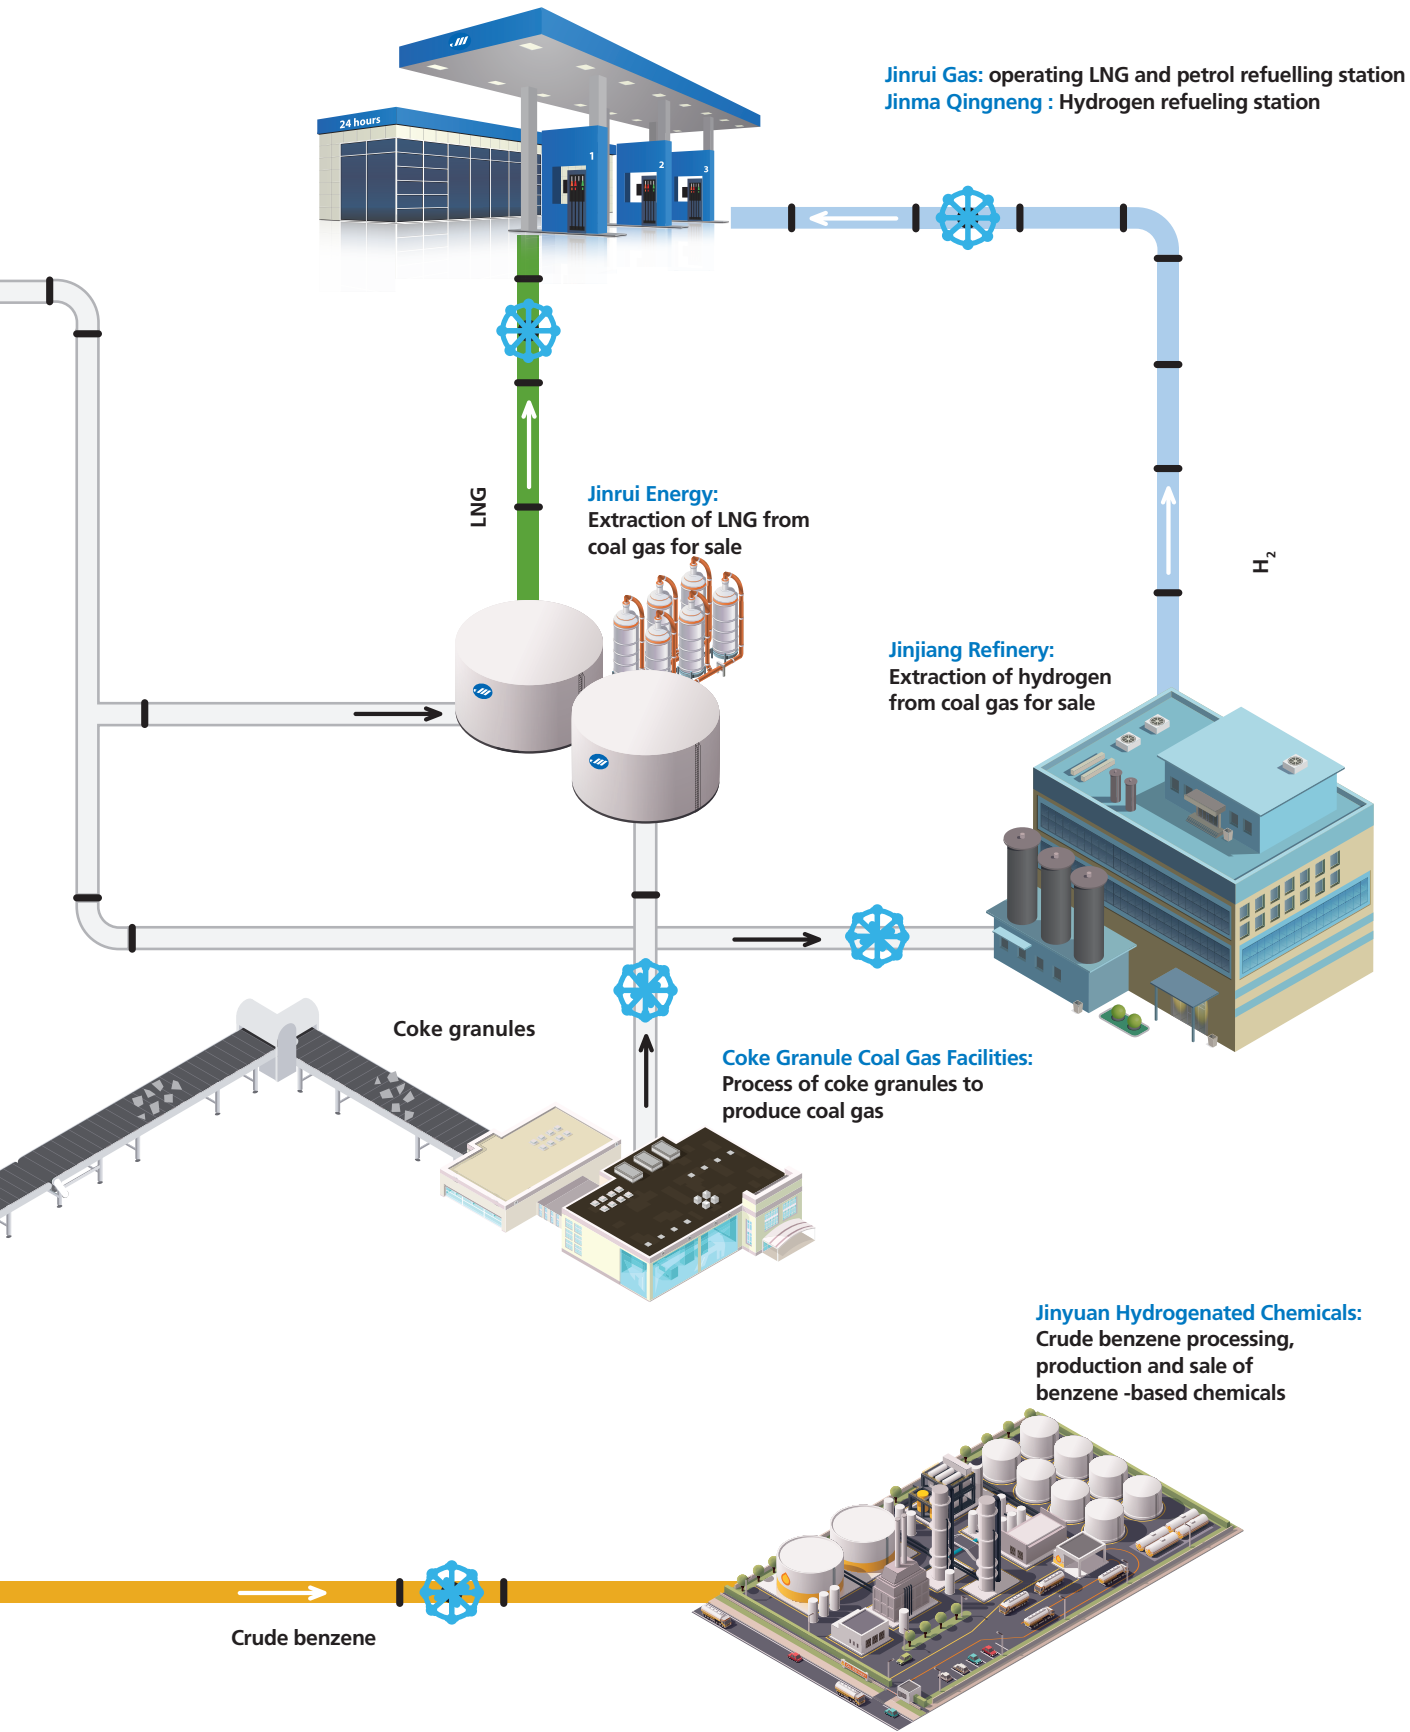 Jinrui Gas: operating LNG and petrol refuelling station
Jinma Qingneng : Hydrogen refueling station
24 hours
1
2
3
LNG
Jinrui Energy:
Extraction of LNG from
coal gas for sale
H₂
Jinjiang Refinery:
Extraction of hydrogen
from coal gas for sale
Coke granules
Coke Granule Coal Gas Facilities:
Process of coke granules to
produce coal gas
Jinyuan Hydrogenated Chemicals:
Crude benzene processing,
production and sale of
benzene -based chemicals
Crude benzene